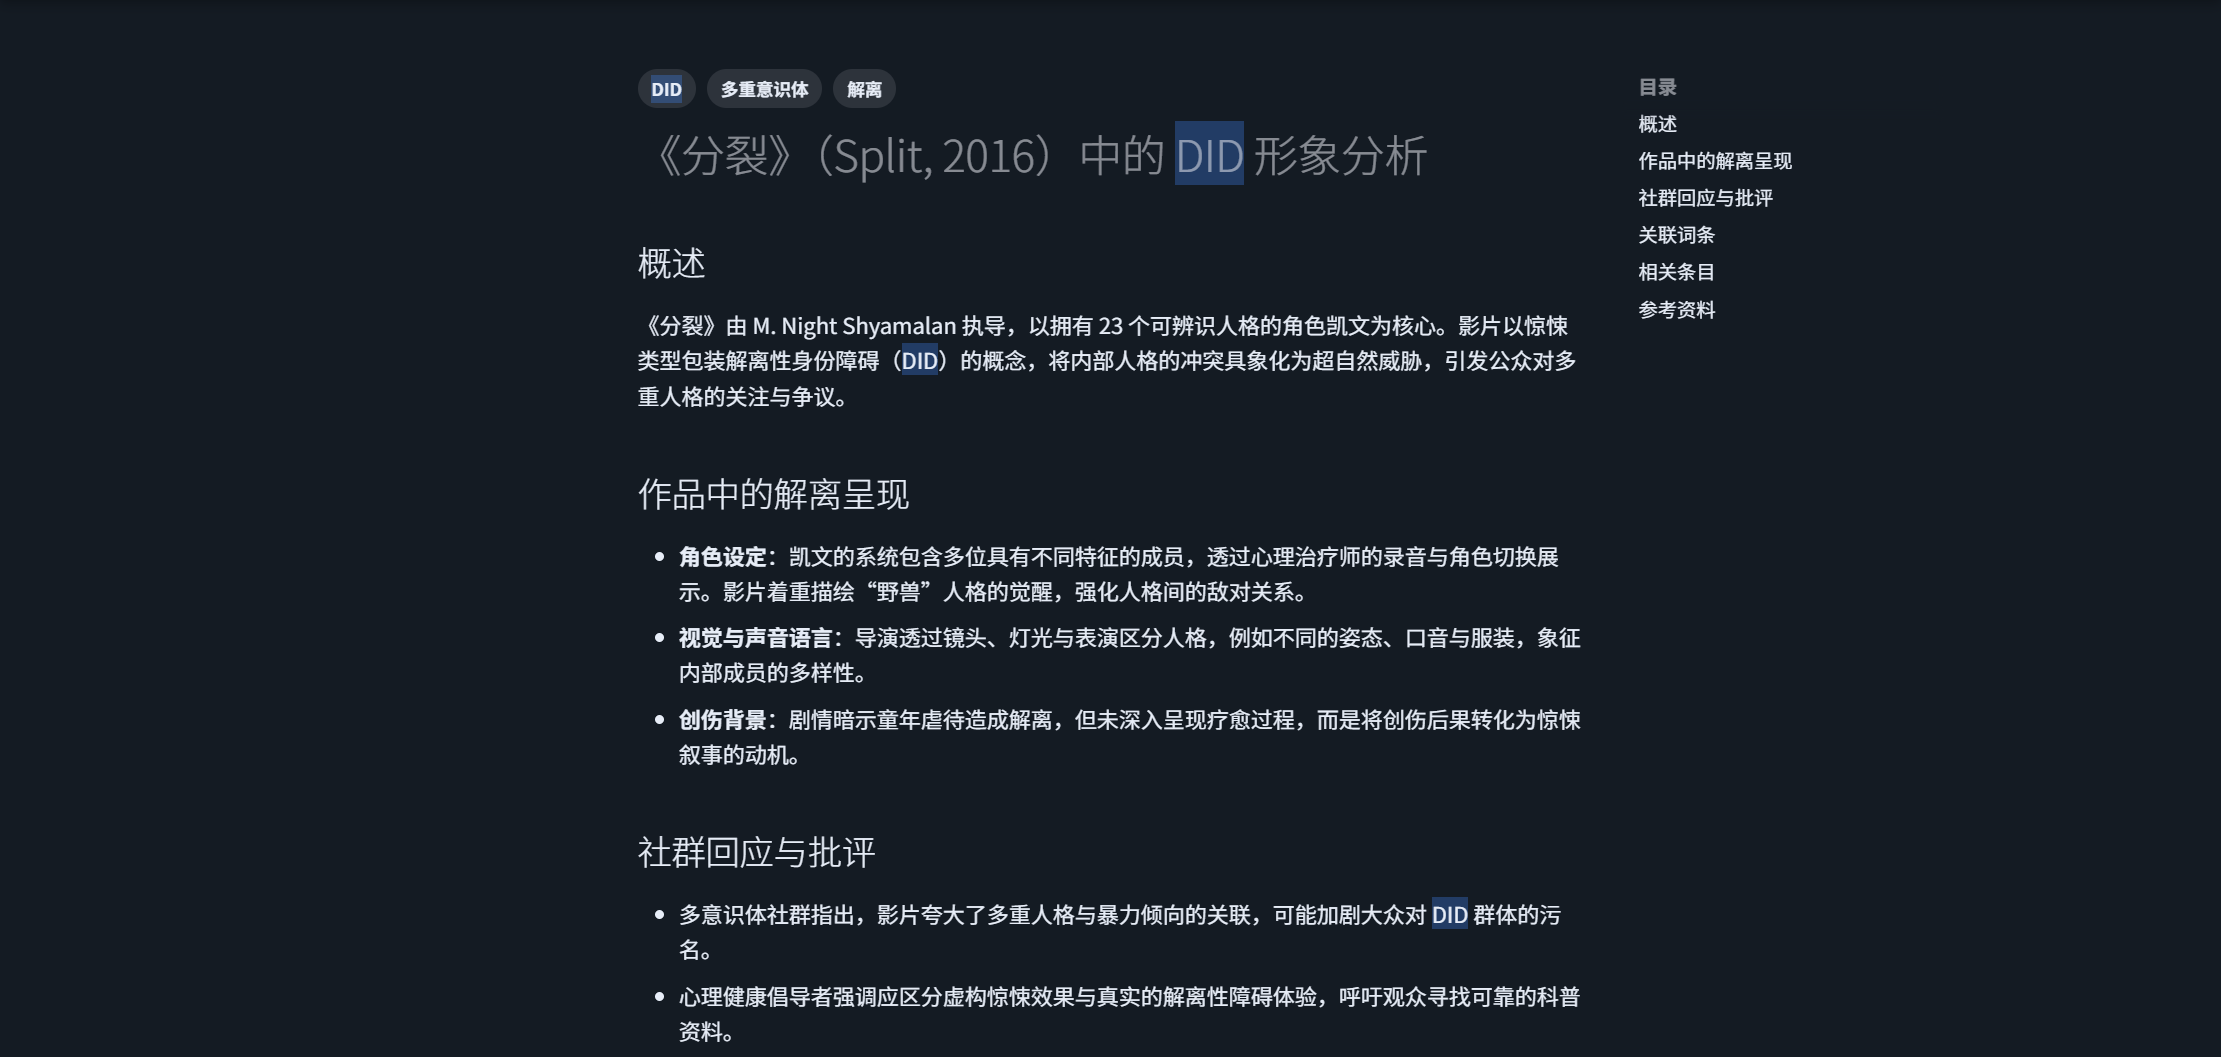 DID
多重意识体
解离
《分裂》（Split, 2016）中的 DID 形象分析
概述
《分裂》由 M. Night Shyamalan 执导，以拥有 23 个可辨识人格的角色凯文为核心。影片以惊悚
类型包装解离性身份障碍（DID）的概念，将内部人格的冲突具象化为超自然威胁，引发公众对多
重人格的关注与争议。
作品中的解离呈现
角色设定：凯文的系统包含多位具有不同特征的成员，透过心理治疗师的录音与角色切换展
示。影片着重描绘“野兽”人格的觉醒，强化人格间的敌对关系。
视觉与声音语言：导演透过镜头、灯光与表演区分人格，例如不同的姿态、口音与服装，象征
内部成员的多样性。
创伤背景：剧情暗示童年虐待造成解离，但未深入呈现疗愈过程，而是将创伤后果转化为惊悚
叙事的动机。
社群回应与批评
多意识体社群指出，影片夸大了多重人格与暴力倾向的关联，可能加剧大众对 DID 群体的污
名。
心理健康倡导者强调应区分虚构惊悚效果与真实的解离性障碍体验，呼吁观众寻找可靠的科普
资料。
目录
概述
作品中的解离呈现
社群回应与批评
关联词条
相关条目
参考资料